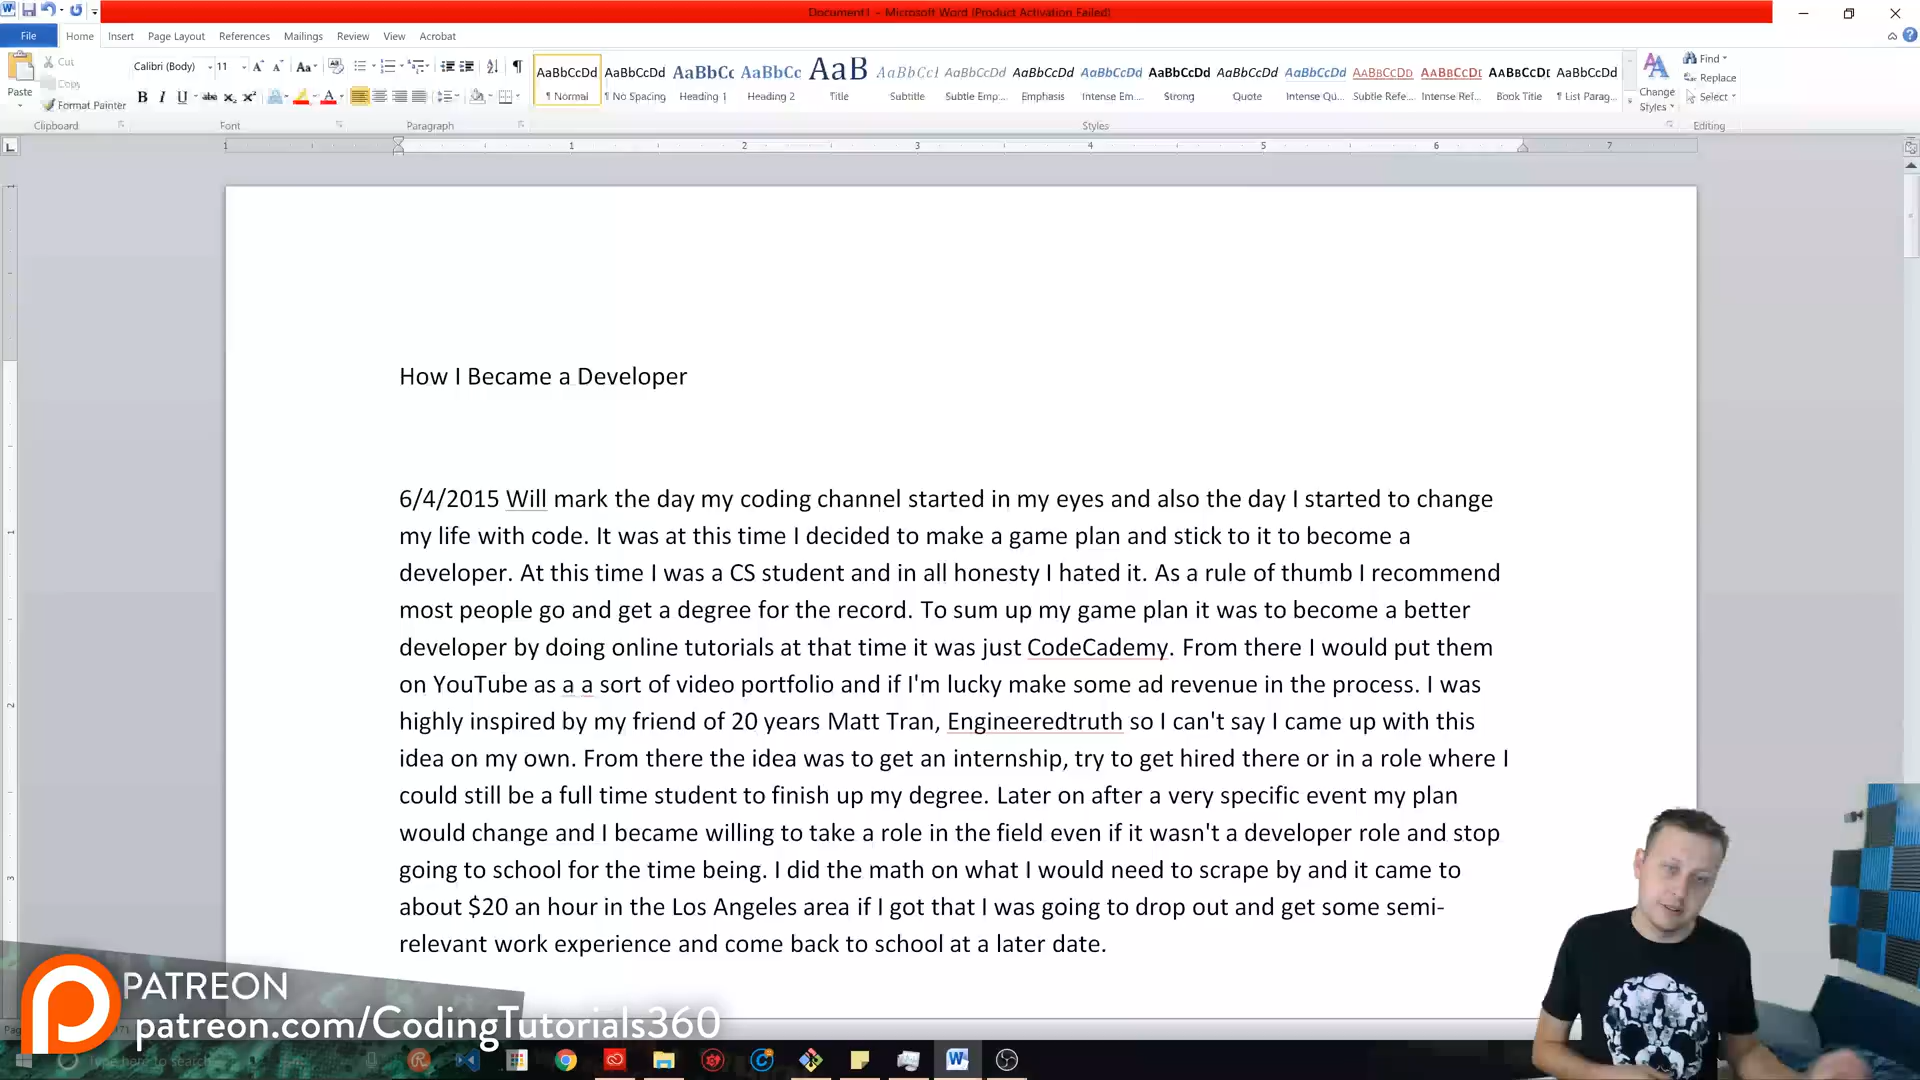 Document1 - Microsoft Word (Product Activation Failed)
File Home Insert Page Layout References Mailings Review View Acrobat
Paste
Cut
Copy
Format Painter
Clipboard
Calibri (Body) 11
Font
Paragraph
AaBbCcDd AaBbCcDd AaBbCc AaBbCc AaB AaBbCcI AaBbCcDd AaBbCcDd AaBbCcDd AaBbCcDd AaBbCcDd AaBbCcDd AaBbCcDd AaBbCcDd AaBbCcDd AaBbCcDd
¶ Normal ¶ No Spacing Heading 1 Heading 2 Title Subtitle Subtle Emp... Emphasis Intense Em... Strong Quote Intense Qu... Subtle Refe... Intense Ref... Book Title ¶ List Parag...
Styles
Change
Styles
Find
Replace
Select
Editing
1 1 2 3 4 5 6 7
How I Became a Developer
6/4/2015 Will mark the day my coding channel started in my eyes and also the day I started to change
my life with code. It was at this time I decided to make a game plan and stick to it to become a
developer. At this time I was a CS student and in all honesty I hated it. As a rule of thumb I recommend
most people go and get a degree for the record. To sum up my game plan it was to become a better
developer by doing online tutorials at that time it was just CodeCademy. From there I would put them
on YouTube as a a sort of video portfolio and if I'm lucky make some ad revenue in the process. I was
highly inspired by my friend of 20 years Matt Tran, Engineeredtruth so I can't say I came up with this
idea on my own. From there the idea was to get an internship, try to get hired there or in a role where I
could still be a full time student to finish up my degree. Later on after a very specific event my plan
would change and I became willing to take a role in the field even if it wasn't a developer role and stop
going to school for the time being. I did the math on what I would need to scrape by and it came to
about $20 an hour in the Los Angeles area if I got that I was going to drop out and get some semi-
relevant work experience and come back to school at a later date.
PATREON
patreon.com/CodingTutorials360
Type here to search